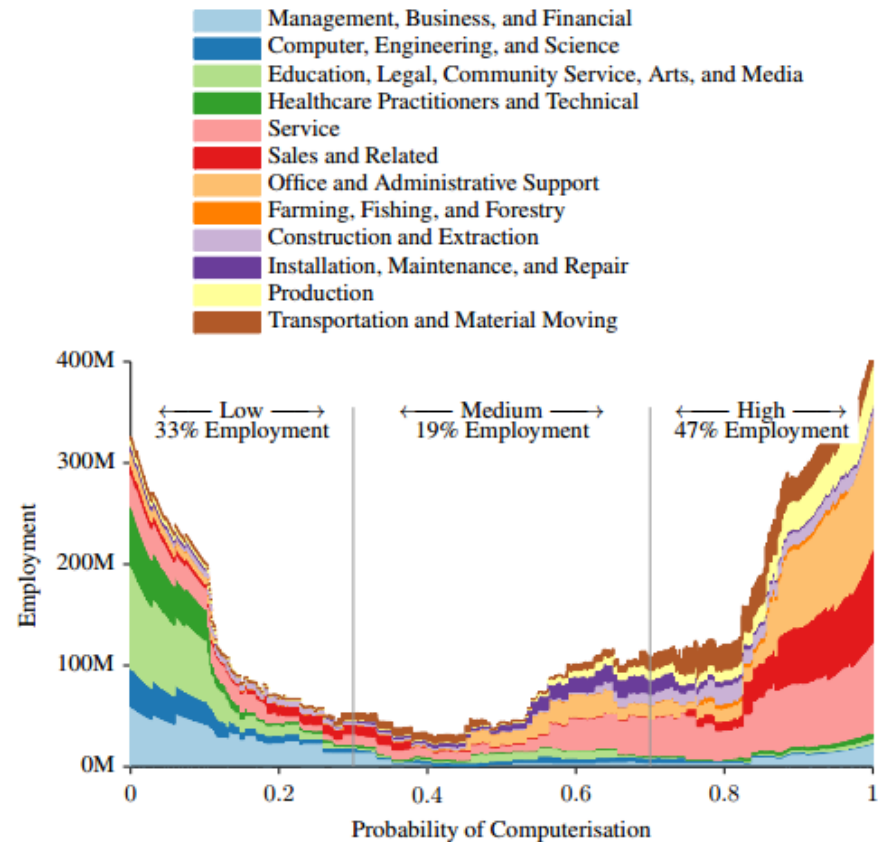 Management, Business, and Financial
Computer, Engineering, and Science
Education, Legal, Community Service, Arts, and Media
Healthcare Practitioners and Technical
Service
Sales and Related
Office and Administrative Support
Farming, Fishing, and Forestry
Construction and Extraction
Installation, Maintenance, and Repair
Production
Transportation and Material Moving
400M
←— Low —→
33% Employment
←— Medium —→
19% Employment
←— High —→
47% Employment
300M
200M
100M
0M
Employment
0
0.2
0.4
0.6
0.8
1
Probability of Computerisation